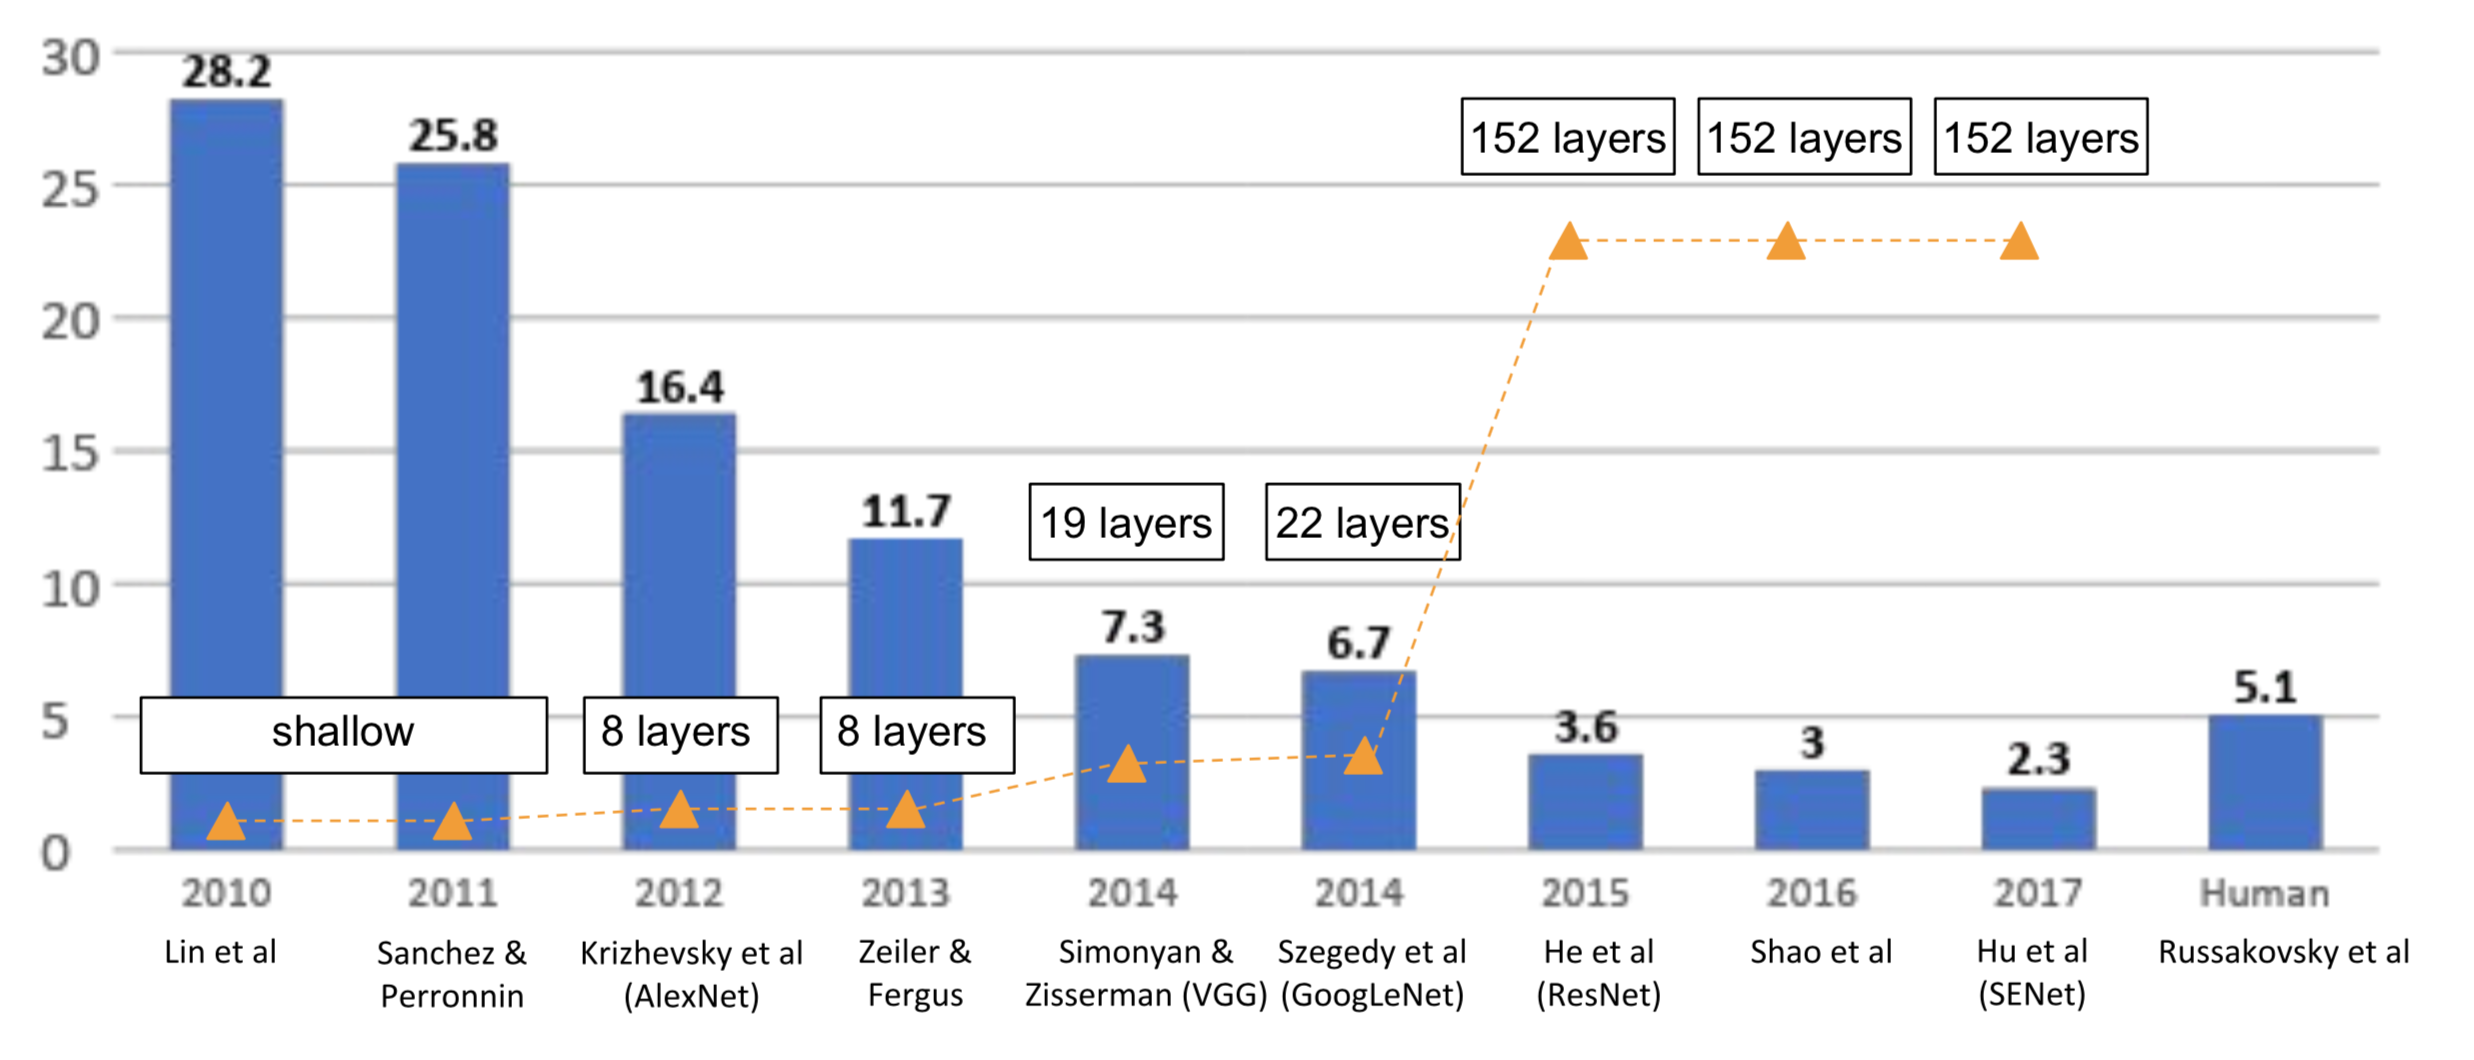 30
28.2
25.8
25
152 layers 152 layers 152 layers
20
16.4
15
11.7
19 layers 22 layers
10
7.3
6.7
5
shallow 8 layers 8 layers
3.6
3
2.3
5.1
0
2010 2011 2012 2013 2014 2014 2015 2016 2017 Human
Lin et al
Sanchez &
Perronnin
Krizhevsky et al
(AlexNet)
Zeiler &
Fergus
Simonyan &
Zisserman (VGG)
Szegedy et al
(GoogLeNet)
He et al
(ResNet)
Shao et al
Hu et al
(SENet)
Russakovsky et al